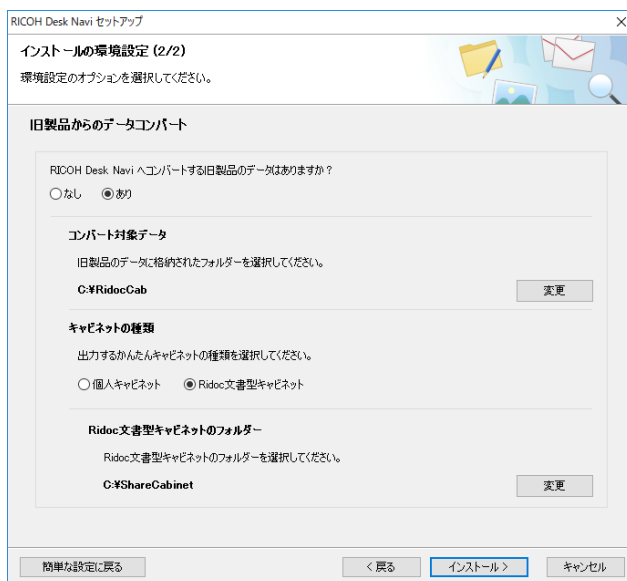 RICOH Desk Navi セットアップ
インストールの環境設定 (2/2)
環境設定のオプションを選択してください。
旧製品からのデータコンバート
RICOH Desk Navi へコンバートする旧製品のデータはありますか?
なし あり
コンバート対象データ
旧製品のデータに格納されたフォルダーを選択してください。
C:¥RidocCab 変更
キャビネットの種類
出力するかんたんキャビネットの種類を選択してください。
個人キャビネット Ridoc文書型キャビネット
Ridoc文書型キャビネットのフォルダー
Ridoc文書型キャビネットのフォルダーを選択してください。
C:¥ShareCabinet 変更
簡単な設定に戻る < 戻る インストール > キャンセル